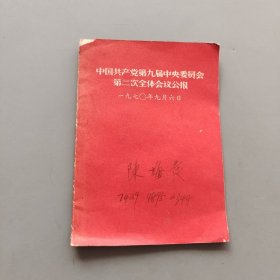 中国共产党第九届中央委员会
第二次全体会议公报
一九七〇年九月六日
陳